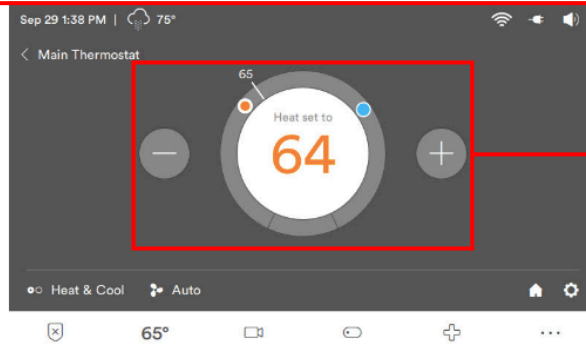 Sep 29 1:38 PM | 75°
< Main Thermostat
65
Heat set to
64
Heat & Cool Auto
65°